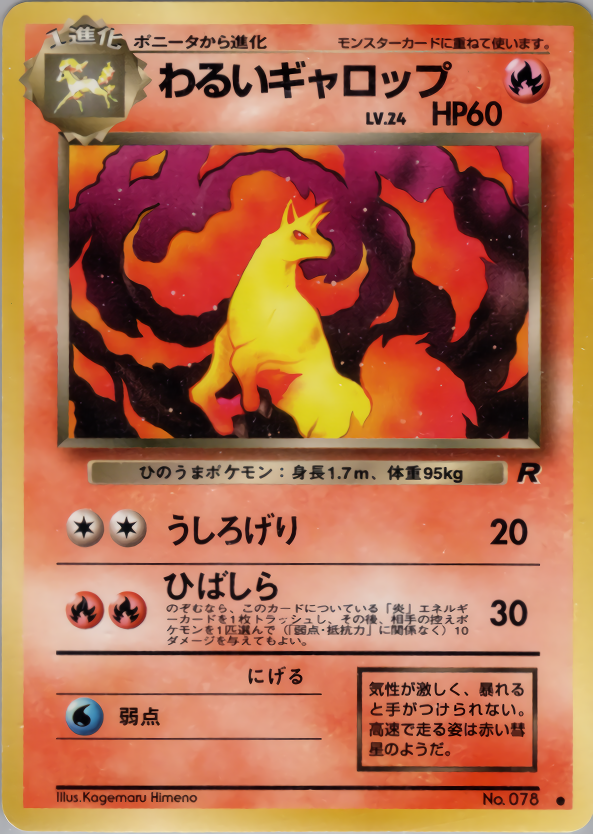 1進化
ポニータから進化
モンスターカードに重ねて使います。
わるいギャロップ
LV.24 HP60
ひのうまポケモン：身長1.7m、体重95kg
R
うしろげり 20
ひばしら
のぞむなら、このカードについている「炎」エネルギ
ーカードを1枚トラッシュし、その後、相手の控えポ
ケモンを1匹選んで（「弱点・抵抗力」に関係なく）10
ダメージを与えてもよい。
30
にげる
弱点
気性が激しく、暴れる
と手がつけられない。
高速で走る姿は赤い彗
星のようだ。
Illus.Kagemaru Himeno
No. 078